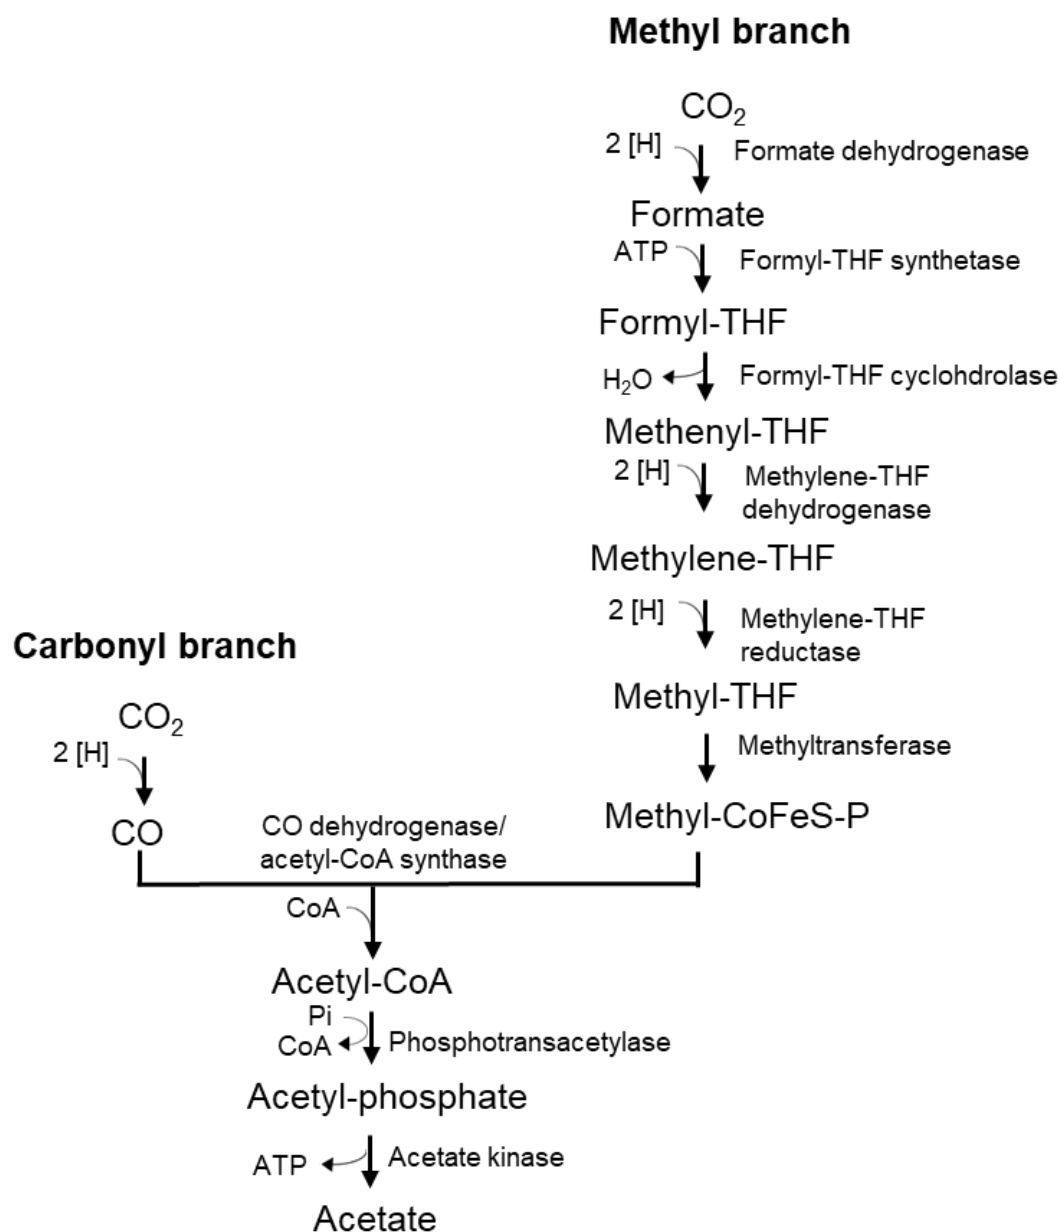 Methyl branch
CO₂
2 [H]
Formate dehydrogenase
Formate
ATP
Formyl-THF synthetase
Formyl-THF
H₂O
Formyl-THF cyclohdrolase
Methenyl-THF
2 [H]
Methylene-THF
dehydrogenase
Methylene-THF
2 [H]
Methylene-THF
reductase
Methyl-THF
Methyltransferase
Methyl-CoFeS-P
Carbonyl branch
CO₂
2 [H]
CO
CO dehydrogenase/
acetyl-CoA synthase
CoA
Acetyl-CoA
Pi
CoA
Phosphotransacetylase
Acetyl-phosphate
ATP
Acetate kinase
Acetate